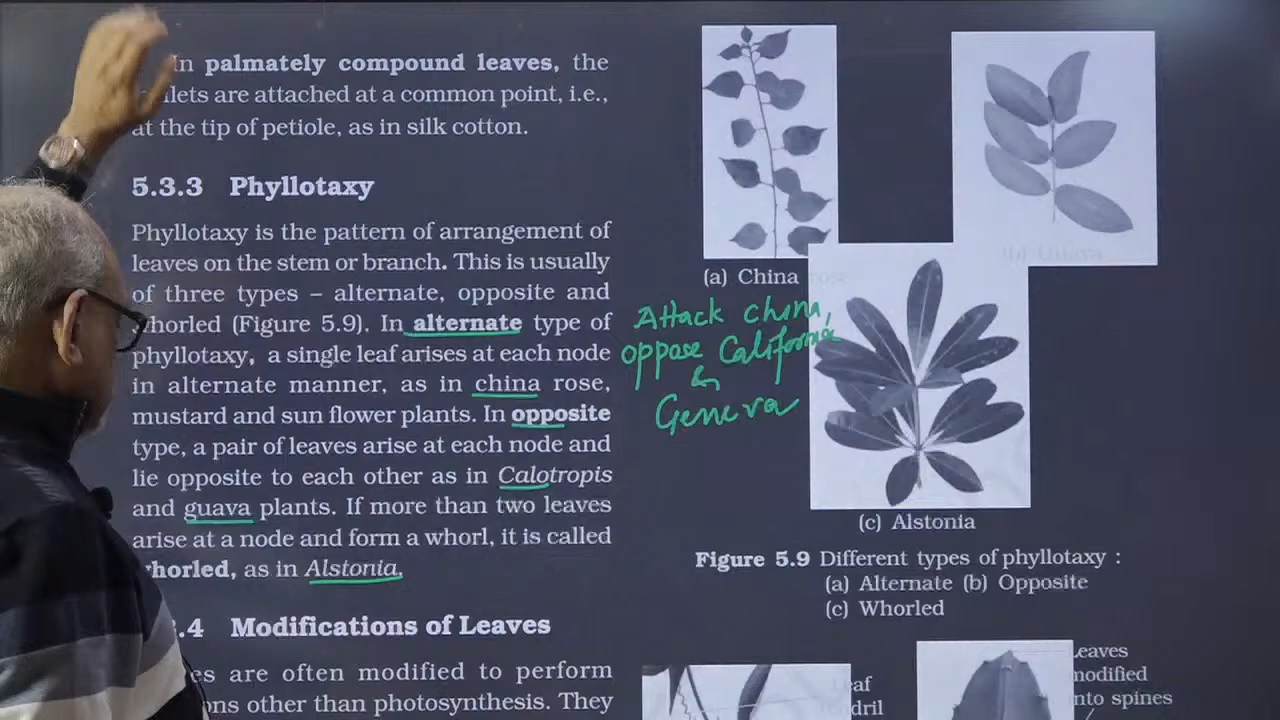 In palmately compound leaves, the
lets are attached at a common point, i.e.,
at the tip of petiole, as in silk cotton.
5.3.3 Phyllotaxy
Phyllotaxy is the pattern of arrangement of
leaves on the stem or branch. This is usually
of three types – alternate, opposite and
whorled (Figure 5.9). In alternate type of
phyllotaxy, a single leaf arises at each node
in alternate manner, as in china rose,
mustard and sun flower plants. In opposite
type, a pair of leaves arise at each node and
lie opposite to each other as in Calotropis
and guava plants. If more than two leaves
arise at a node and form a whorl, it is called
whorled, as in Alstonia.
.4 Modifications of Leaves
es are often modified to perform
ons other than photosynthesis. They
(a) China rose
(b) Guava
Attack China,
oppose California
&
Geneva
(c) Alstonia
Figure 5.9 Different types of phyllotaxy :
(a) Alternate (b) Opposite
(c) Whorled
Leaf
tendril
Leaves
modified
into spines